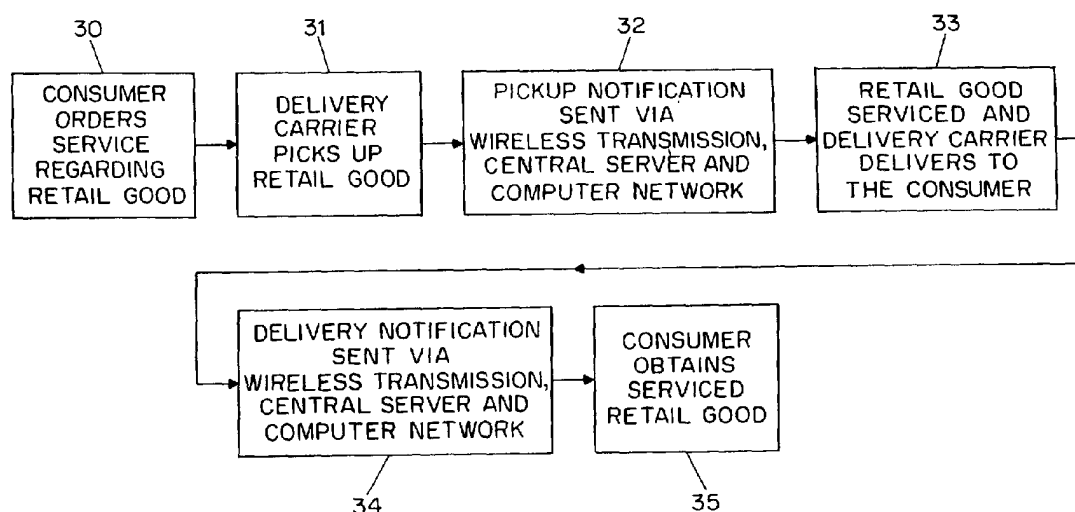 30
31
32
33
CONSUMER
ORDERS
SERVICE
REGARDING
RETAIL GOOD
DELIVERY
CARRIER
PICKS UP
RETAIL GOOD
PICKUP NOTIFICATION
SENT VIA
WIRELESS TRANSMISSION,
CENTRAL SERVER AND
COMPUTER NETWORK
RETAIL GOOD
SERVICED AND
DELIVERY CARRIER
DELIVERS TO
THE CONSUMER
DELIVERY NOTIFICATION
SENT VIA
WIRELESS TRANSMISSION,
CENTRAL SERVER AND
COMPUTER NETWORK
CONSUMER
OBTAINS
SERVICED
RETAIL GOOD
34
35